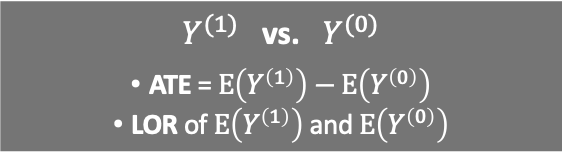 Y⁽¹⁾ vs. Y⁽⁰⁾
• ATE = E(Y⁽¹⁾) − E(Y⁽⁰⁾)
• LOR of E(Y⁽¹⁾) and E(Y⁽⁰⁾)